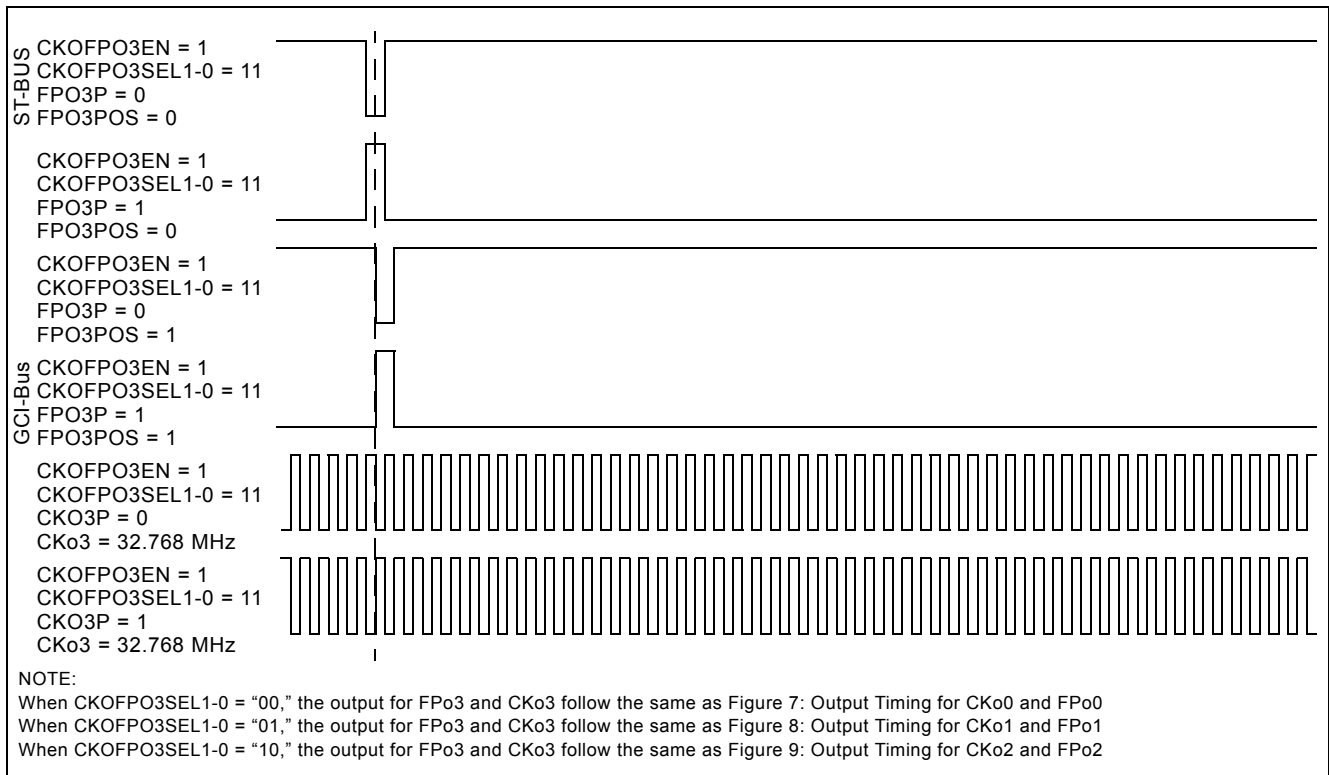 ST-BUS
CKOFPO3EN = 1
CKOFPO3SEL1-0 = 11
FPO3P = 0
FPO3POS = 0
CKOFPO3EN = 1
CKOFPO3SEL1-0 = 11
FPO3P = 1
FPO3POS = 0
CKOFPO3EN = 1
CKOFPO3SEL1-0 = 11
FPO3P = 0
FPO3POS = 1
GCI-Bus
CKOFPO3EN = 1
CKOFPO3SEL1-0 = 11
FPO3P = 1
FPO3POS = 1
CKOFPO3EN = 1
CKOFPO3SEL1-0 = 11
CKO3P = 0
CKo3 = 32.768 MHz
CKOFPO3EN = 1
CKOFPO3SEL1-0 = 11
CKO3P = 1
CKo3 = 32.768 MHz
NOTE:
When CKOFPO3SEL1-0 = “00,” the output for FPo3 and CKo3 follow the same as Figure 7: Output Timing for CKo0 and FPo0
When CKOFPO3SEL1-0 = “01,” the output for FPo3 and CKo3 follow the same as Figure 8: Output Timing for CKo1 and FPo1
When CKOFPO3SEL1-0 = “10,” the output for FPo3 and CKo3 follow the same as Figure 9: Output Timing for CKo2 and FPo2